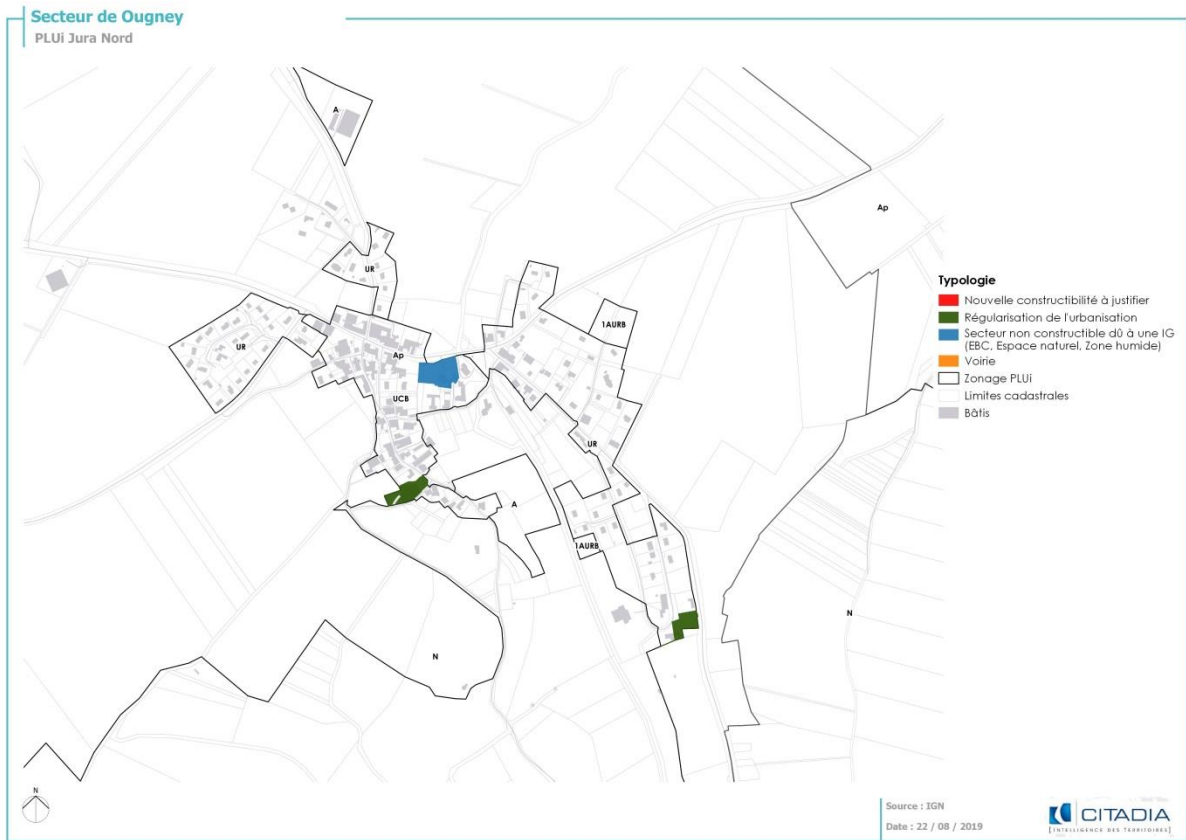 Secteur de Ougney
PLUi Jura Nord
A
Ap
UR
1AURB
UR
Ap
UCB
UR
A
1AURB
N
N
Typologie
Nouvelle constructibilité à justifier
Régularisation de l'urbanisation
Secteur non constructible dû à une IG
(EBC, Espace naturel, Zone humide)
Voirie
Zonage PLUi
Limites cadastrales
Bâtis
N
Source : IGN
Date : 22 / 08 / 2019
CITADIA
[INTELLIGENCE DES TERRITOIRES]